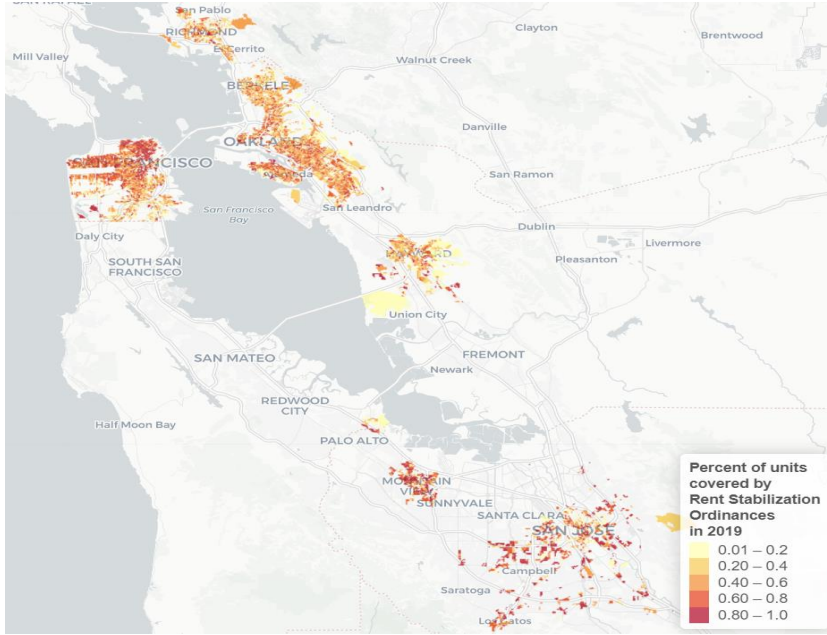 San Pablo
RICHMOND
El Cerrito
Mill Valley
Clayton
Brentwood
Walnut Creek
BERKELE
OAKLAND
Danville
SAN FRANCISCO
San Ramon
San Francisco
Bay
San Leandro
Daly City
Dublin
Livermore
Pleasanton
HAYWARD
SOUTH SAN
FRANCISCO
Union City
SAN MATEO
FREMONT
Newark
REDWOOD
CITY
Half Moon Bay
PALO ALTO
MOUNTAIN
VIEW
SUNNYVALE
SANTA CLARA
SAN JOSE
Campbell
Saratoga
Los Gatos
Percent of units
covered by
Rent Stabilization
Ordinances
in 2019
0.01 – 0.2
0.20 – 0.4
0.40 – 0.6
0.60 – 0.8
0.80 – 1.0